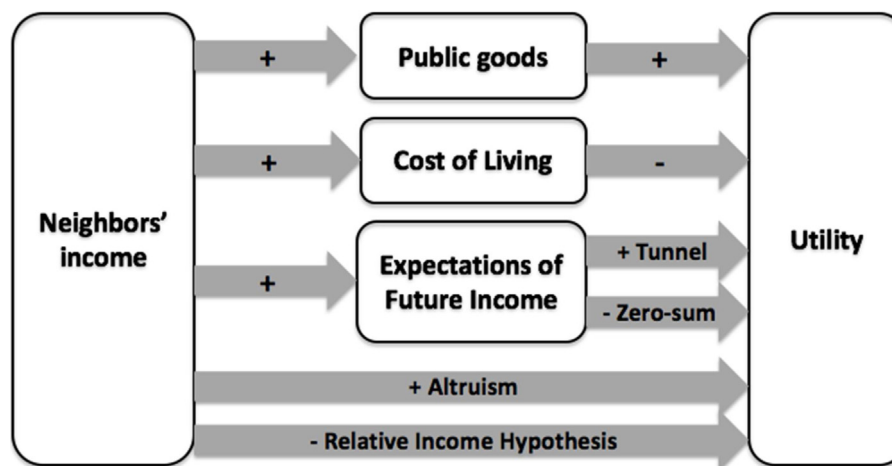 +
Public goods
+
+
Cost of Living
-
Neighbors'
income
+
Expectations of
Future Income
+ Tunnel
- Zero-sum
Utility
+ Altruism
- Relative Income Hypothesis